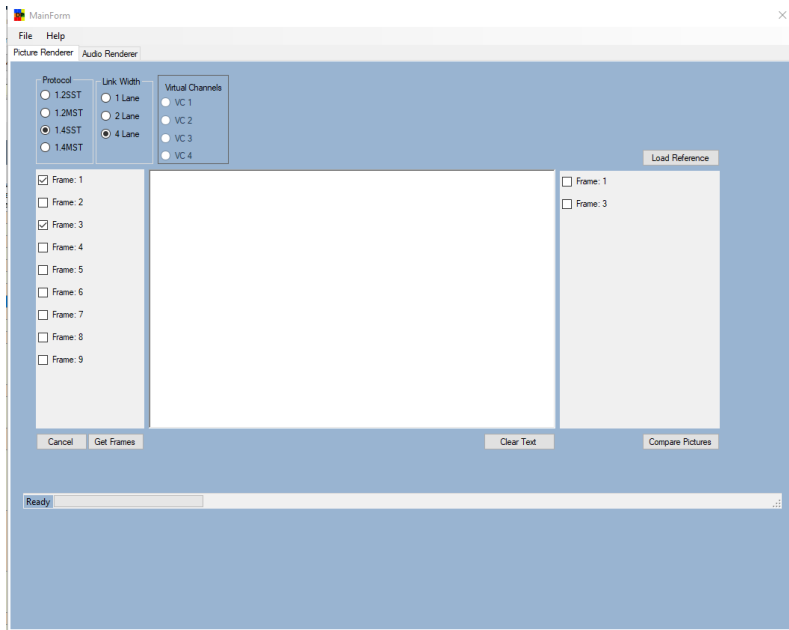 MainForm
File Help
Picture Renderer Audio Renderer
Protocol
1.2SST
1.2MST
1.4SST
1.4MST
Link Width
1 Lane
2 Lane
4 Lane
Virtual Channels
VC 1
VC 2
VC 3
VC 4
Load Reference
Frame: 1
Frame: 2
Frame: 3
Frame: 4
Frame: 5
Frame: 6
Frame: 7
Frame: 8
Frame: 9
Frame: 1
Frame: 3
Cancel Get Frames Clear Text Compare Pictures
Ready